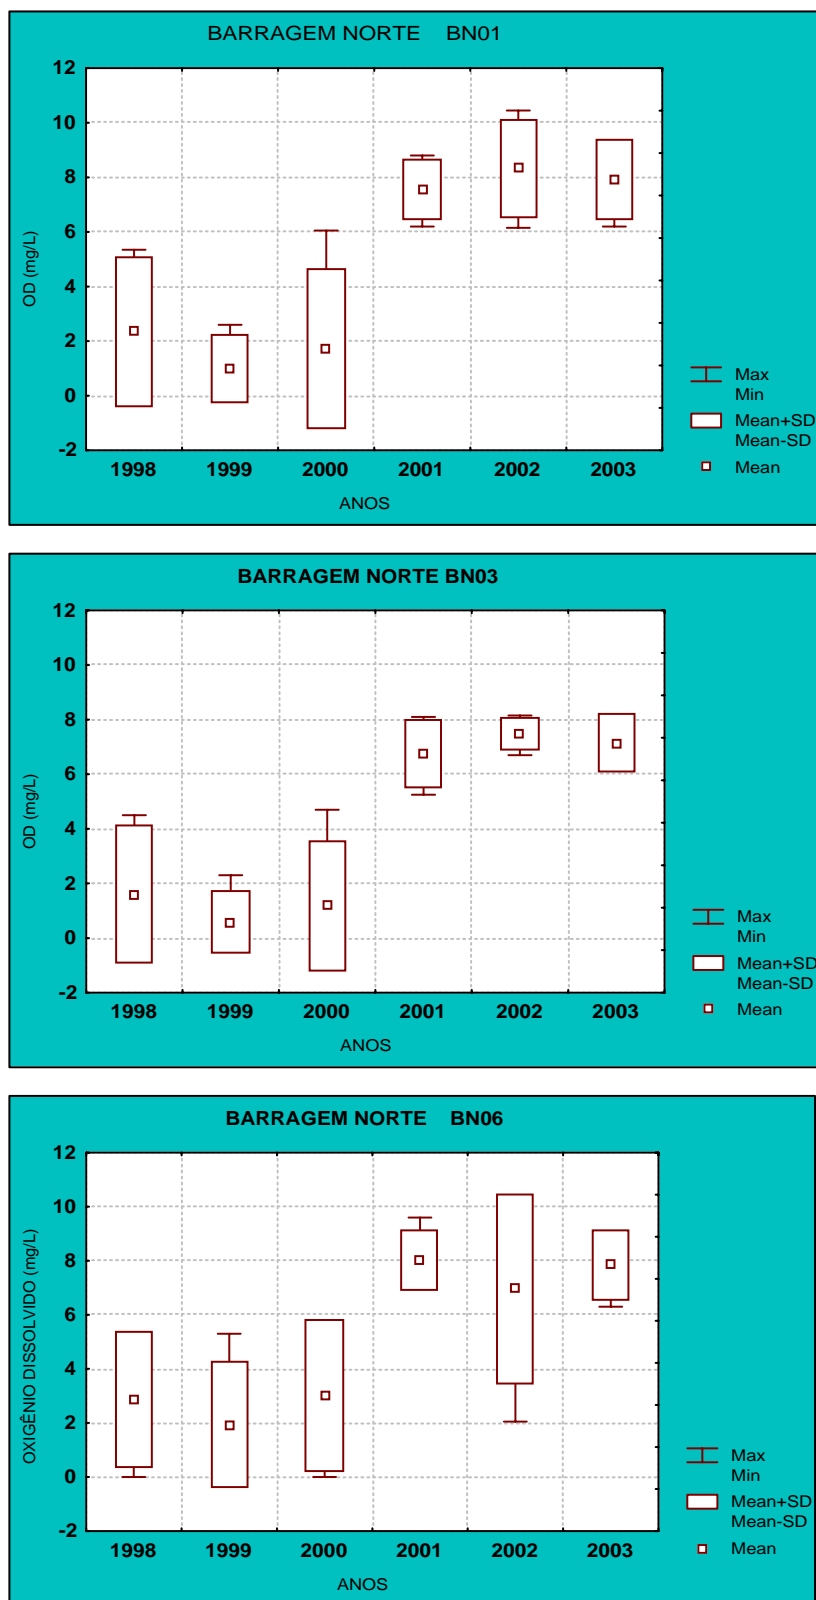 BARRAGEM NORTE BN01
12
10
8
6
4
2
0
-2
OD (mg/L)
1998 1999 2000 2001 2002 2003
ANOS
Max
Min
Mean+SD
Mean-SD
Mean
BARRAGEM NORTE BN03
12
10
8
6
4
2
0
-2
OD (mg/L)
1998 1999 2000 2001 2002 2003
ANOS
Max
Min
Mean+SD
Mean-SD
Mean
BARRAGEM NORTE BN06
12
10
8
6
4
2
0
-2
OXIGÊNIO DISSOLVIDO (mg/L)
1998 1999 2000 2001 2002 2003
ANOS
Max
Min
Mean+SD
Mean-SD
Mean